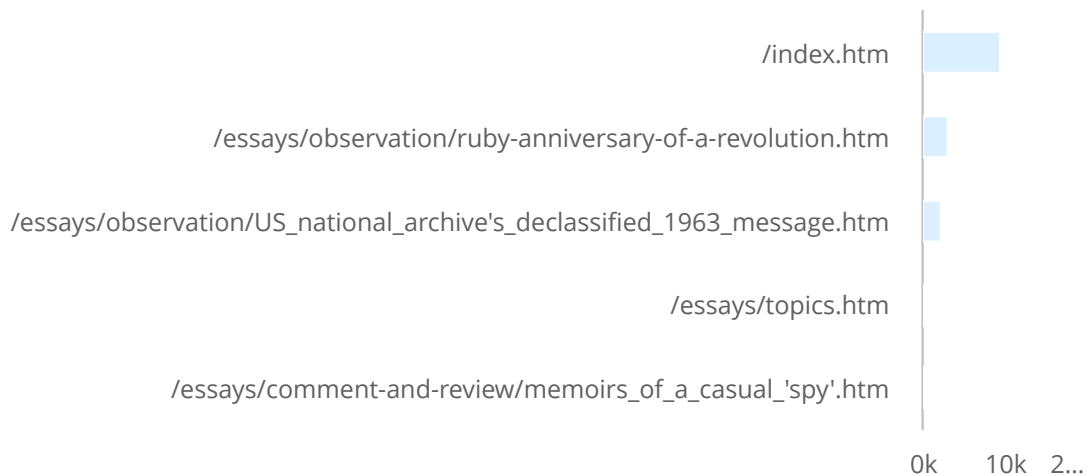 /index.htm
/essays/observation/ruby-anniversary-of-a-revolution.htm
/essays/observation/US_national_archive's_declassified_1963_message.htm
/essays/topics.htm
/essays/comment-and-review/memoirs_of_a_casual_'spy'.htm
0k 10k 2...